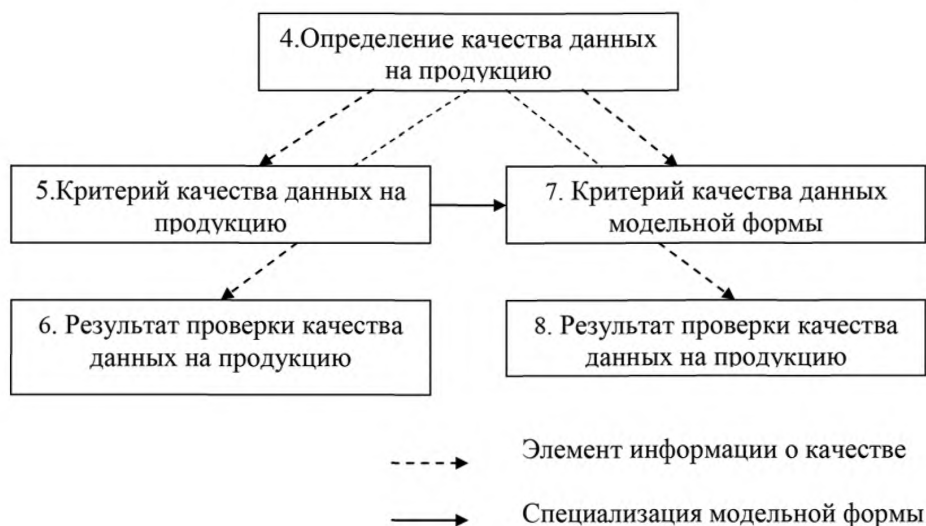 4.Определение качества данных
на продукцию
5.Критерий качества данных на
продукцию
7. Критерий качества данных
модельной формы
6. Результат проверки качества
данных на продукцию
8. Результат проверки качества
данных на продукцию
Элемент информации о качестве
Специализация модельной формы